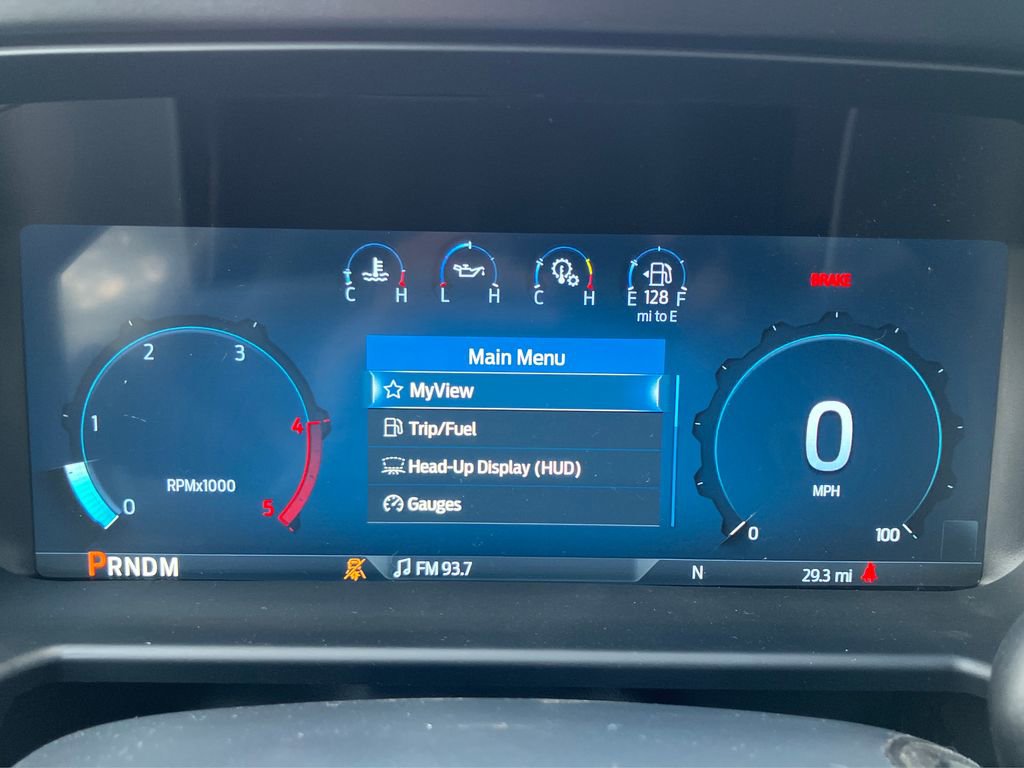 C H
L H
C H
E 128 F
mi to E
BRAKE
Main Menu
MyView
Trip/Fuel
Head-Up Display (HUD)
Gauges
0 1 2 3 4 5
RPMx1000
0
MPH
0 100
PRNDM
FM 93.7
N
29.3 mi